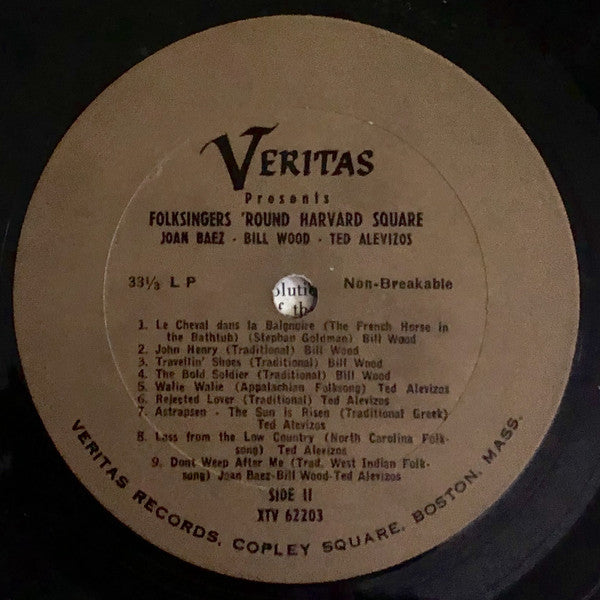 VERITAS
Presents
FOLKSINGERS 'ROUND HARVARD SQUARE
JOAN BAEZ - BILL WOOD - TED ALEVIZOS
33⅓ L P
Non-Breakable
oluti
f th
1. Le Cheval dans la Baignoire (The French Horse in
the Bathtub) (Stephan Goldman) Bill Wood
2. John Henry (Traditional) Bill Wood
3. Travellin' Shoes (Traditional) Bill Wood
4. The Bold Soldier (Traditional) Bill Wood
5. Walie Walie (Appalachian Folksong) Ted Alevizos
6. Rejected Lover (Traditional) Ted Alevizos
7. Astrapsen - The Sun is Risen (Traditional Greek)
Ted Alevizos
8. Lass from the Low Country (North Carolina Folk-
song) Ted Alevizos
9. Dont Weep After Me (Trad. West Indian Folk-
song) Joan Baez-Bill Wood-Ted Alevizos
SIDE II
XTV 62203
VERITAS RECORDS, COPLEY SQUARE, BOSTON, MASS.